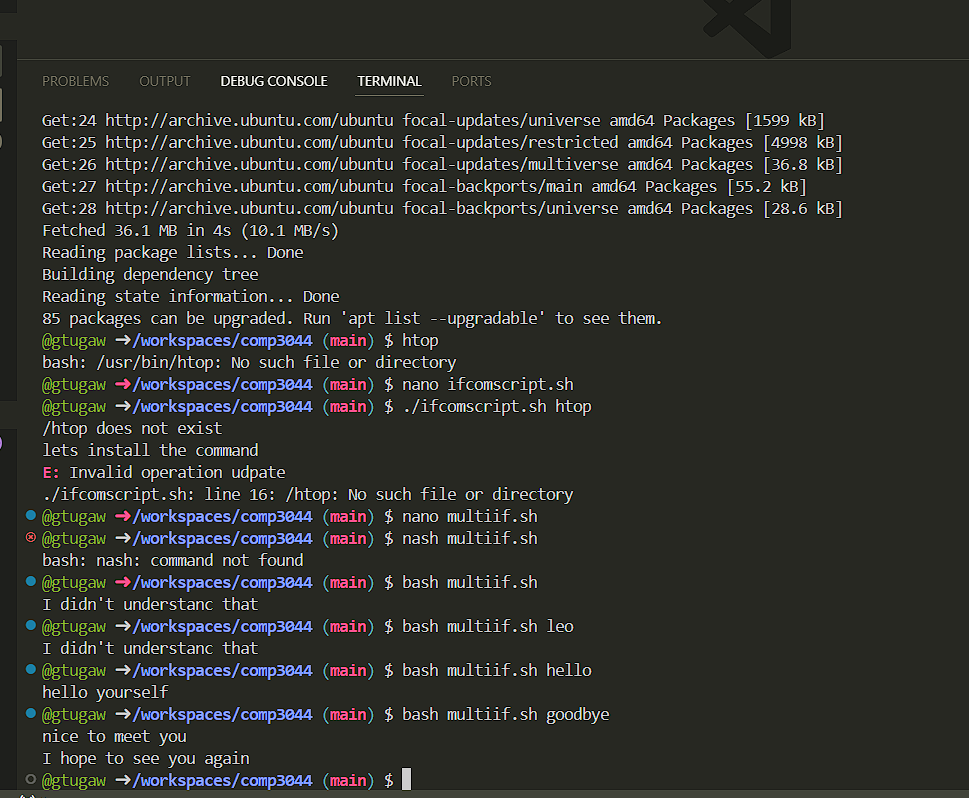 PROBLEMS OUTPUT DEBUG CONSOLE TERMINAL PORTS
Get:24 http://archive.ubuntu.com/ubuntu focal-updates/universe amd64 Packages [1599 kB]
Get:25 http://archive.ubuntu.com/ubuntu focal-updates/restricted amd64 Packages [4998 kB]
Get:26 http://archive.ubuntu.com/ubuntu focal-updates/multiverse amd64 Packages [36.8 kB]
Get:27 http://archive.ubuntu.com/ubuntu focal-backports/main amd64 Packages [55.2 kB]
Get:28 http://archive.ubuntu.com/ubuntu focal-backports/universe amd64 Packages [28.6 kB]
Fetched 36.1 MB in 4s (10.1 MB/s)
Reading package lists... Done
Building dependency tree
Reading state information... Done
85 packages can be upgraded. Run 'apt list --upgradable' to see them.
@gtugaw ➜/workspaces/comp3044 (main) $ htop
bash: /usr/bin/htop: No such file or directory
@gtugaw ➜/workspaces/comp3044 (main) $ nano ifcomscript.sh
@gtugaw ➜/workspaces/comp3044 (main) $ ./ifcomscript.sh htop
/htop does not exist
lets install the command
E: Invalid operation udpate
./ifcomscript.sh: line 16: /htop: No such file or directory
@gtugaw ➜/workspaces/comp3044 (main) $ nano multiif.sh
@gtugaw ➜/workspaces/comp3044 (main) $ nash multiif.sh
bash: nash: command not found
@gtugaw ➜/workspaces/comp3044 (main) $ bash multiif.sh
I didn't understanc that
@gtugaw ➜/workspaces/comp3044 (main) $ bash multiif.sh leo
I didn't understanc that
@gtugaw ➜/workspaces/comp3044 (main) $ bash multiif.sh hello
hello yourself
@gtugaw ➜/workspaces/comp3044 (main) $ bash multiif.sh goodbye
nice to meet you
I hope to see you again
@gtugaw ➜/workspaces/comp3044 (main) $